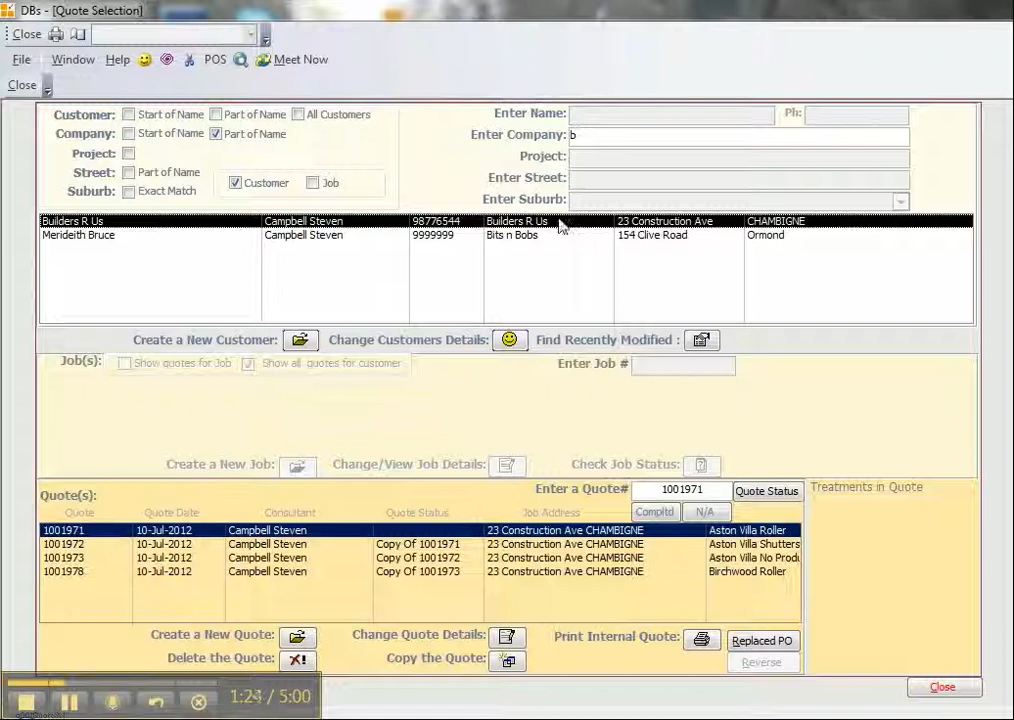 DBs - [Quote Selection]
Close
File Window Help POS Meet Now
Close
Customer: Start of Name Part of Name All Customers
Enter Name: Ph:
Company: Start of Name Part of Name
Enter Company: b
Project:
Project:
Street: Part of Name
Customer Job
Enter Street:
Suburb: Exact Match
Enter Suburb:
Builders R Us Campbell Steven 98776544 Builders R Us 23 Construction Ave CHAMBIGNE
Merideith Bruce Campbell Steven 9999999 Bits n Bobs 154 Clive Road Ormond
Create a New Customer: Change Customers Details: Find Recently Modified :
Job(s): Show quotes for Job Show all quotes for customer Enter Job #
Create a New Job: Change/View Job Details: Check Job Status:
Quote(s): Enter a Quote# 1001971 Quote Status
Treatments in Quote
Quote Quote Date Consultant Quote Status Job Address Compltd N/A
1001971 10-Jul-2012 Campbell Steven 23 Construction Ave CHAMBIGNE Aston Villa Roller
1001972 10-Jul-2012 Campbell Steven Copy Of 1001971 23 Construction Ave CHAMBIGNE Aston Villa Shutters
1001973 10-Jul-2012 Campbell Steven Copy Of 1001972 23 Construction Ave CHAMBIGNE Aston Villa No Prod
1001978 10-Jul-2012 Campbell Steven Copy Of 1001973 23 Construction Ave CHAMBIGNE Birchwood Roller
Create a New Quote: Change Quote Details: Print Internal Quote: Replaced PO
Delete the Quote: Copy the Quote: Reverse
Close
1:24 / 5:00